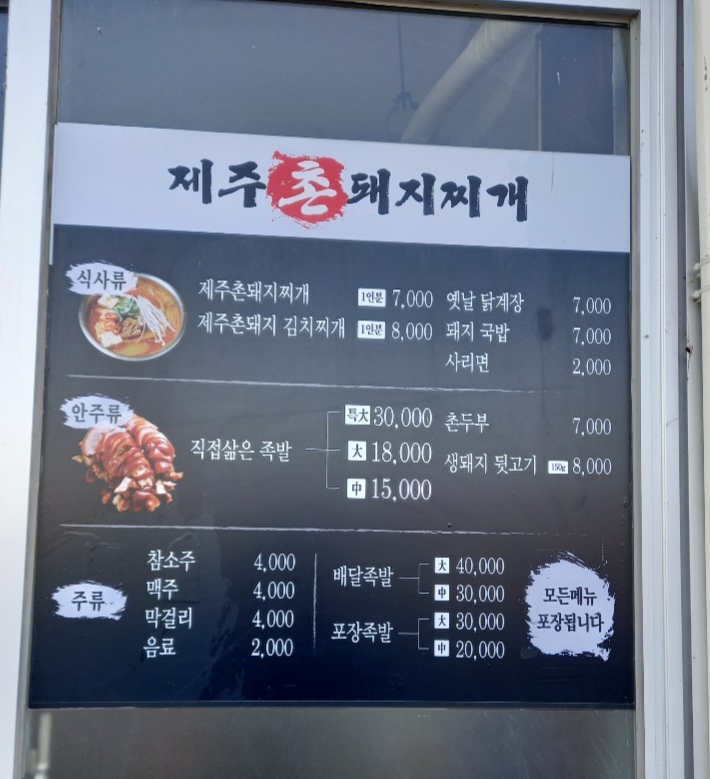 제주촌돼지찌개
식사류
제주촌돼지찌개 1인분 7,000
제주촌돼지 김치찌개 1인분 8,000
옛날 닭계장 7,000
돼지 국밥 7,000
사리면 2,000
안주류
직접삶은 족발
특大 30,000
大 18,000
中 15,000
촌두부 7,000
생돼지 뒷고기 150g 8,000
주류
참소주 4,000
맥주 4,000
막걸리 4,000
음료 2,000
배달족발
大 40,000
中 30,000
포장족발
大 30,000
中 20,000
모든메뉴
포장됩니다